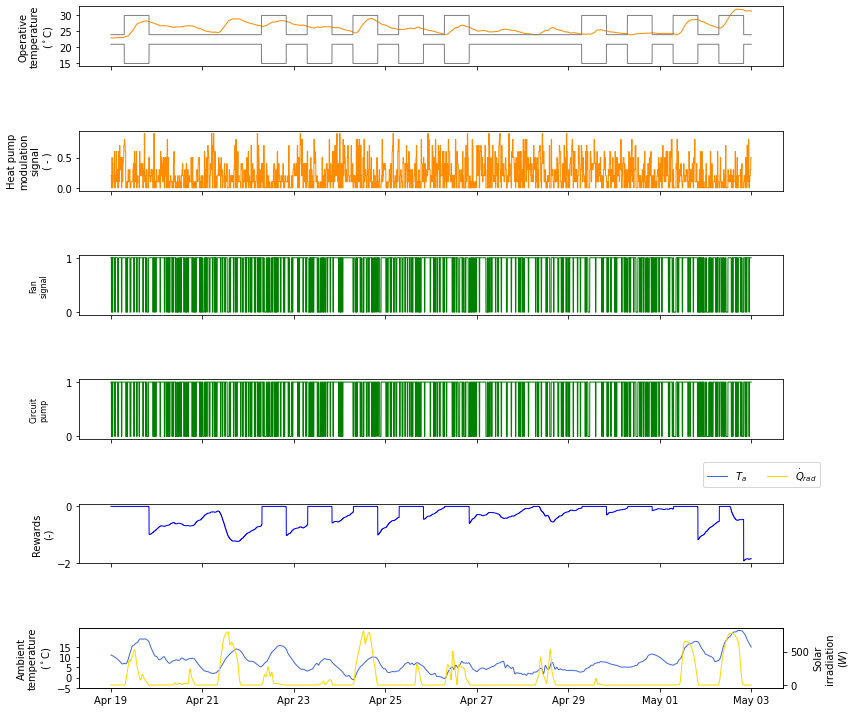 Operative
temperature
(°C)
30
25
20
15
Heat pump
modulation
signal
( - )
0.5
0.0
Fan
signal
1
0
Circuit
pump
1
0
T_a
Q̇_rad
Rewards
(-)
0
−2
Ambient
temperature
(°C)
15
10
5
0
−5
500
0
Solar
irradiation
(W)
Apr 19
Apr 21
Apr 23
Apr 25
Apr 27
Apr 29
May 01
May 03